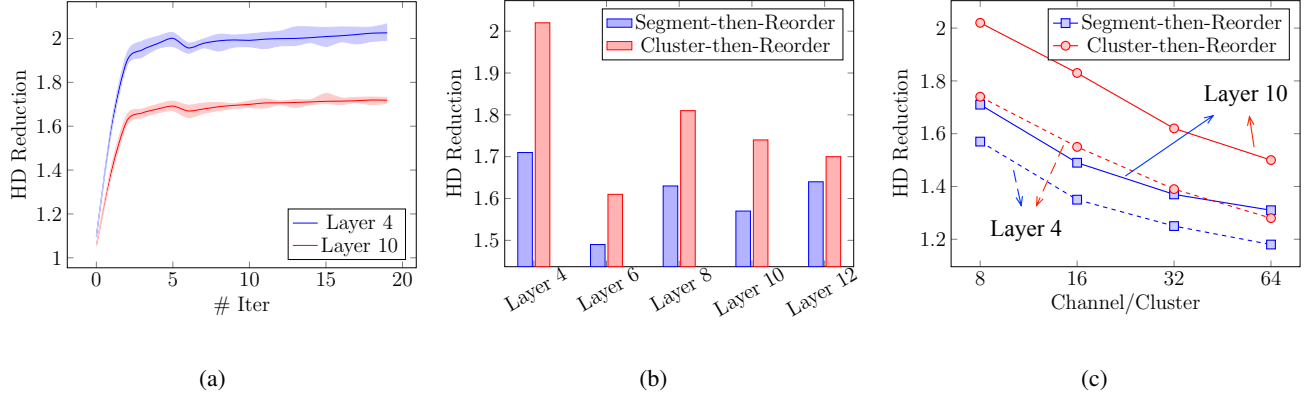 HD Reduction
2
1.8
1.6
1.4
1.2
1
0
5
10
15
20
# Iter
Layer 4
Layer 10
(a)
HD Reduction
2
1.9
1.8
1.7
1.6
1.5
Segment-then-Reorder
Cluster-then-Reorder
Layer 4
Layer 6
Layer 8
Layer 10
Layer 12
(b)
HD Reduction
2
1.8
1.6
1.4
1.2
Segment-then-Reorder
Cluster-then-Reorder
Layer 10
Layer 4
8
16
32
64
Channel/Cluster
(c)